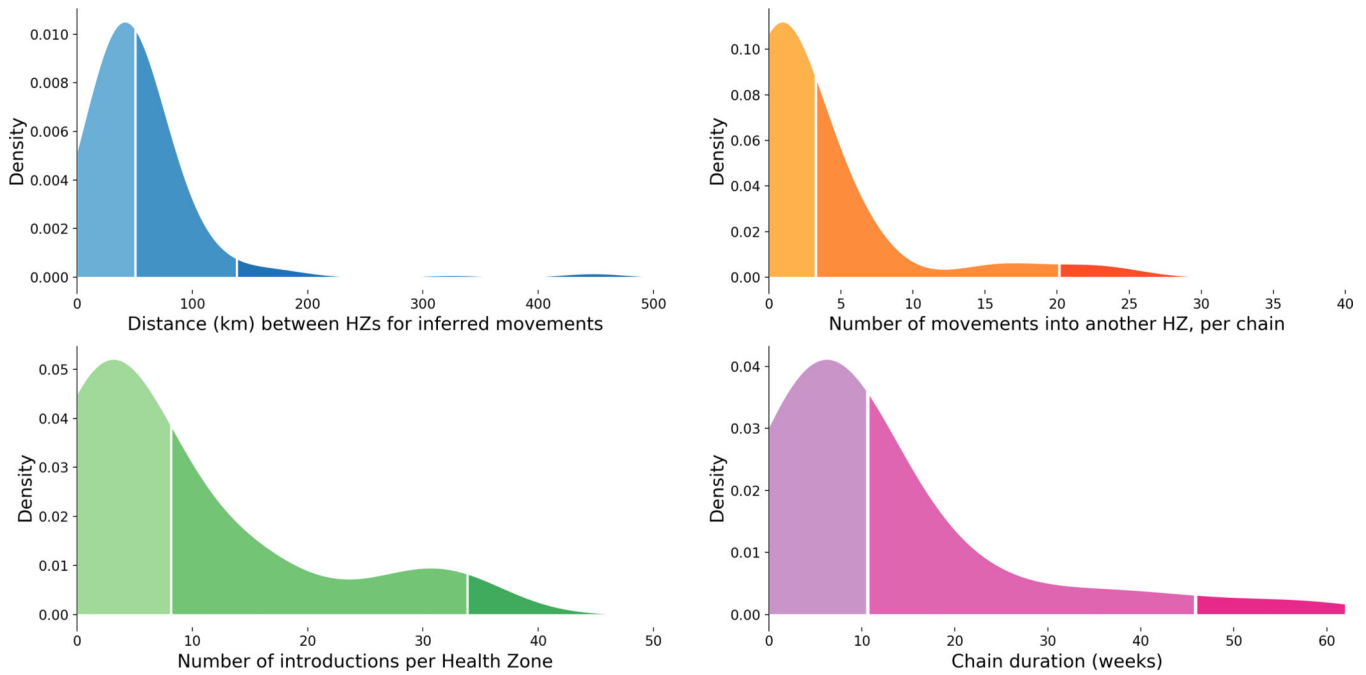 0.010
0.008
0.006
0.004
0.002
0.000
Density
0 100 200 300 400 500
Distance (km) between HZs for inferred movements
0.10
0.08
0.06
0.04
0.02
0.00
Density
0 5 10 15 20 25 30 35 40
Number of movements into another HZ, per chain
0.05
0.04
0.03
0.02
0.01
0.00
Density
0 10 20 30 40 50
Number of introductions per Health Zone
0.04
0.03
0.02
0.01
0.00
Density
0 10 20 30 40 50 60
Chain duration (weeks)